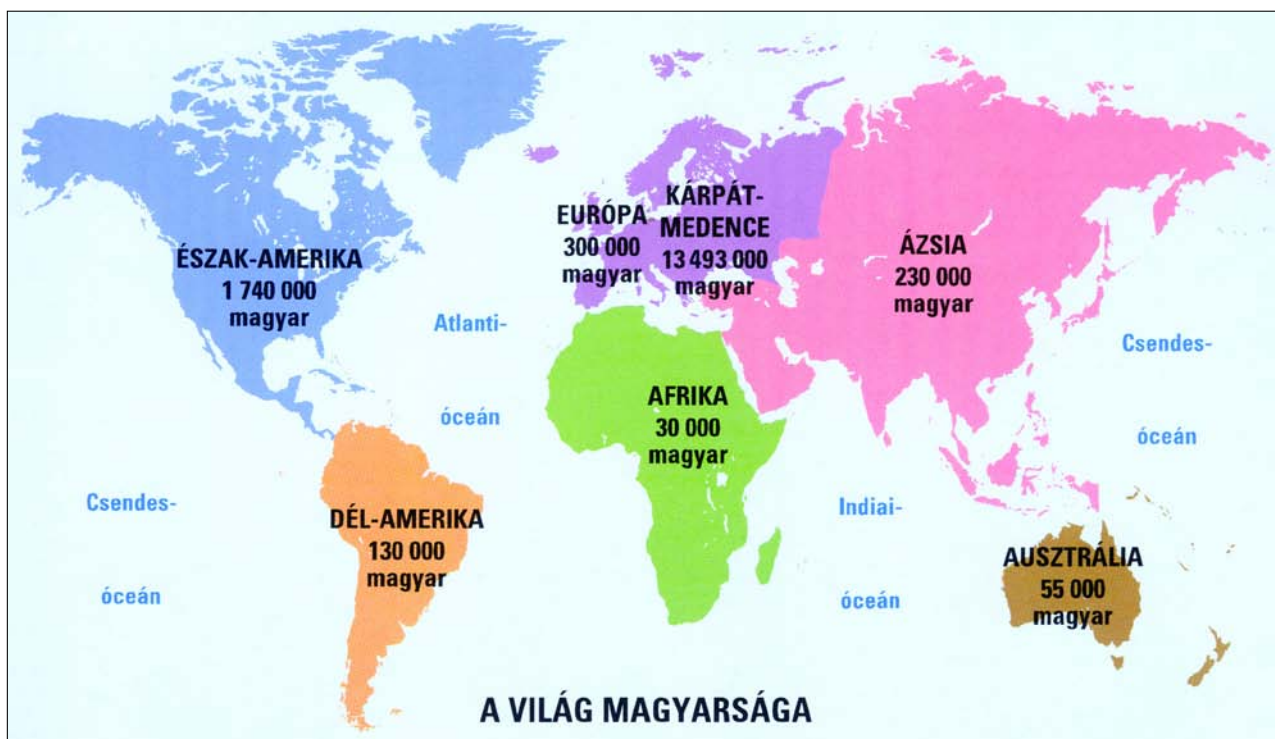 ÉSZAK-AMERIKA
1 740 000
magyar
EURÓPA
300 000
magyar
KÁRPÁT-
MEDENCE
13 493 000
magyar
ÁZSIA
230 000
magyar
Atlanti-
óceán
Csendes-
óceán
AFRIKA
30 000
magyar
Csendes-
óceán
DÉL-AMERIKA
130 000
magyar
Indiai-
óceán
AUSZTRÁLIA
55 000
magyar
A VILÁG MAGYARSÁGA